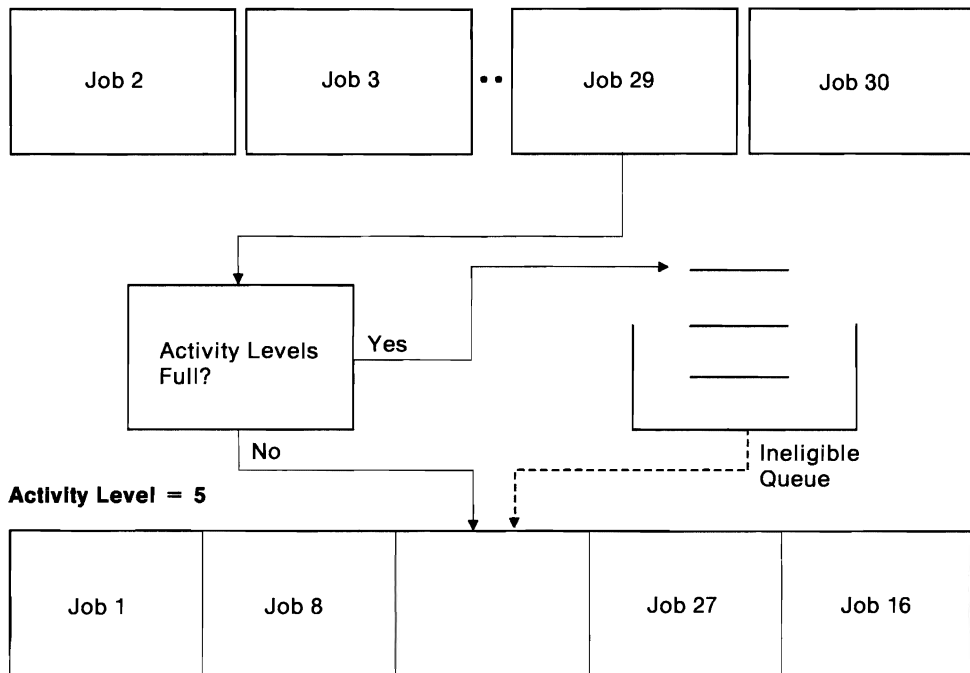 Job 2
Job 3
••
Job 29
Job 30
Activity Levels
Full?
Yes
No
Ineligible
Queue
Activity Level = 5
Job 1
Job 8
Job 27
Job 16